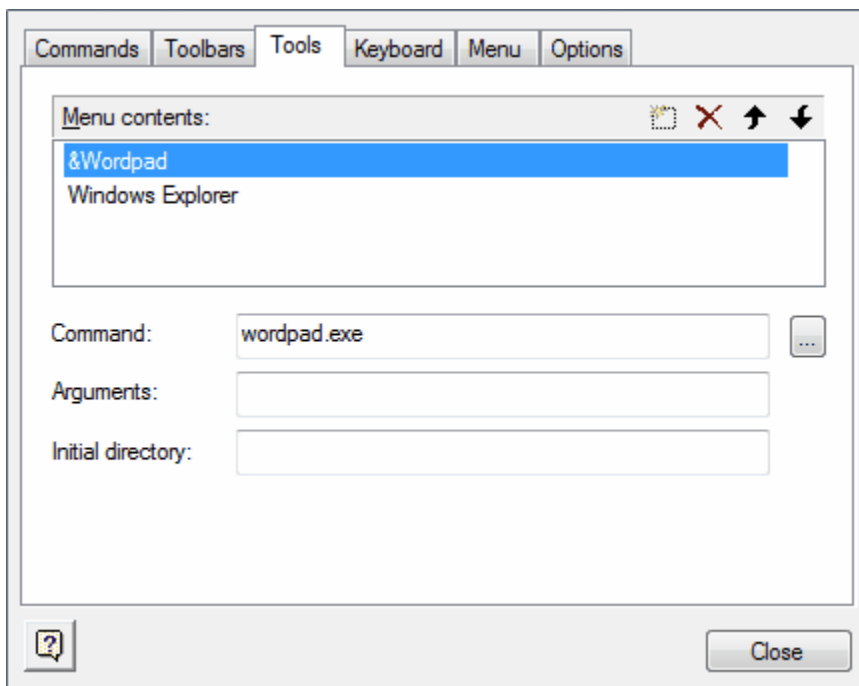 Commands Toolbars Tools Keyboard Menu Options
Menu contents:
&Wordpad
Windows Explorer
Command: wordpad.exe ...
Arguments:
Initial directory:
? Close